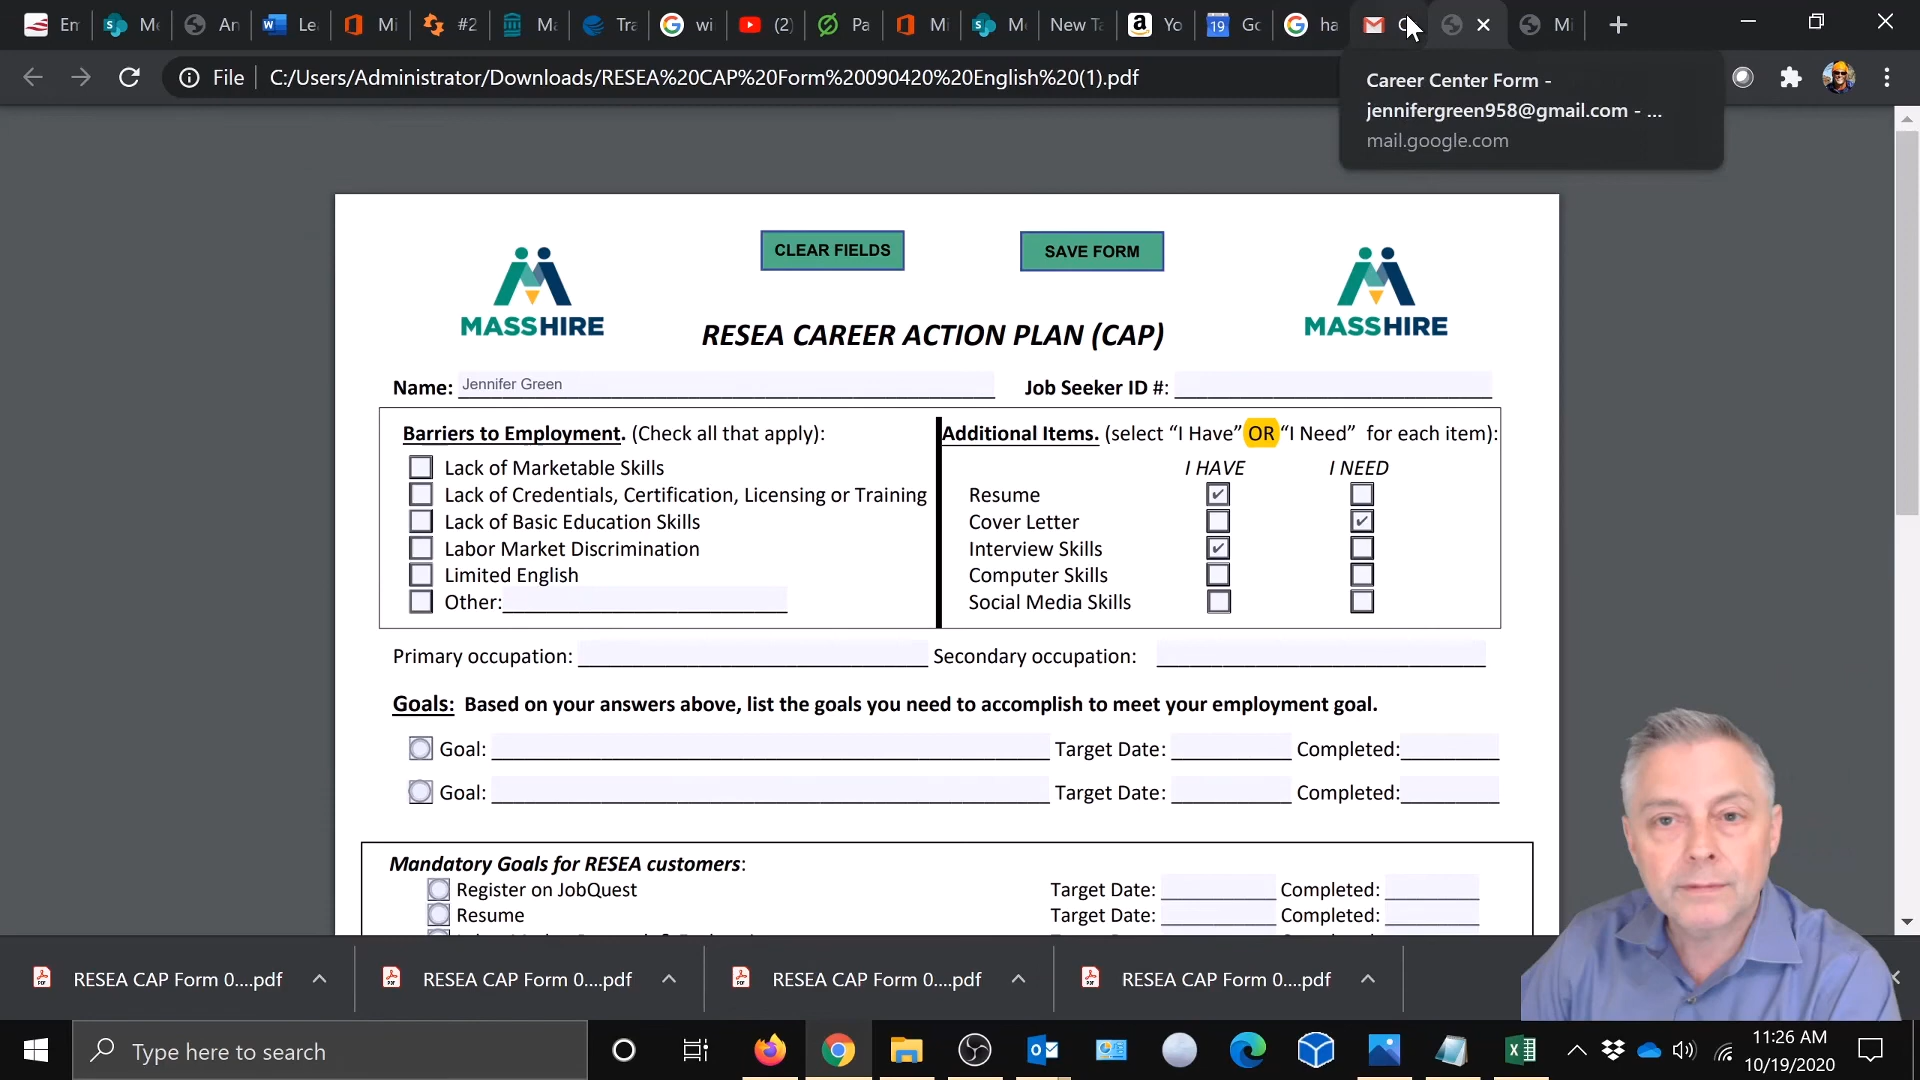 Em
Me
An
Le
Mi
#2
Ma
Tra
wi
(2)
Pa
Mi
Me
New Ta
Yo
19
Go
ha
Mi
File
C:/Users/Administrator/Downloads/RESEA%20CAP%20Form%20090420%20English%20(1).pdf
Career Center Form -
jennifergreen958@gmail.com - ...
mail.google.com
CLEAR FIELDS
SAVE FORM
MASSHIRE
MASSHIRE
RESEA CAREER ACTION PLAN (CAP)
Name: Jennifer Green Job Seeker ID #:
Barriers to Employment. (Check all that apply):
Lack of Marketable Skills
Lack of Credentials, Certification, Licensing or Training
Lack of Basic Education Skills
Labor Market Discrimination
Limited English
Other:
Additional Items. (select “I Have” OR “I Need” for each item):
I HAVE I NEED
Resume
Cover Letter
Interview Skills
Computer Skills
Social Media Skills
Primary occupation: Secondary occupation:
Goals: Based on your answers above, list the goals you need to accomplish to meet your employment goal.
Goal: Target Date: Completed:
Goal: Target Date: Completed:
Mandatory Goals for RESEA customers:
Register on JobQuest Target Date: Completed:
Resume Target Date: Completed:
RESEA CAP Form 0....pdf
RESEA CAP Form 0....pdf
RESEA CAP Form 0....pdf
RESEA CAP Form 0....pdf
Type here to search
11:26 AM
10/19/2020